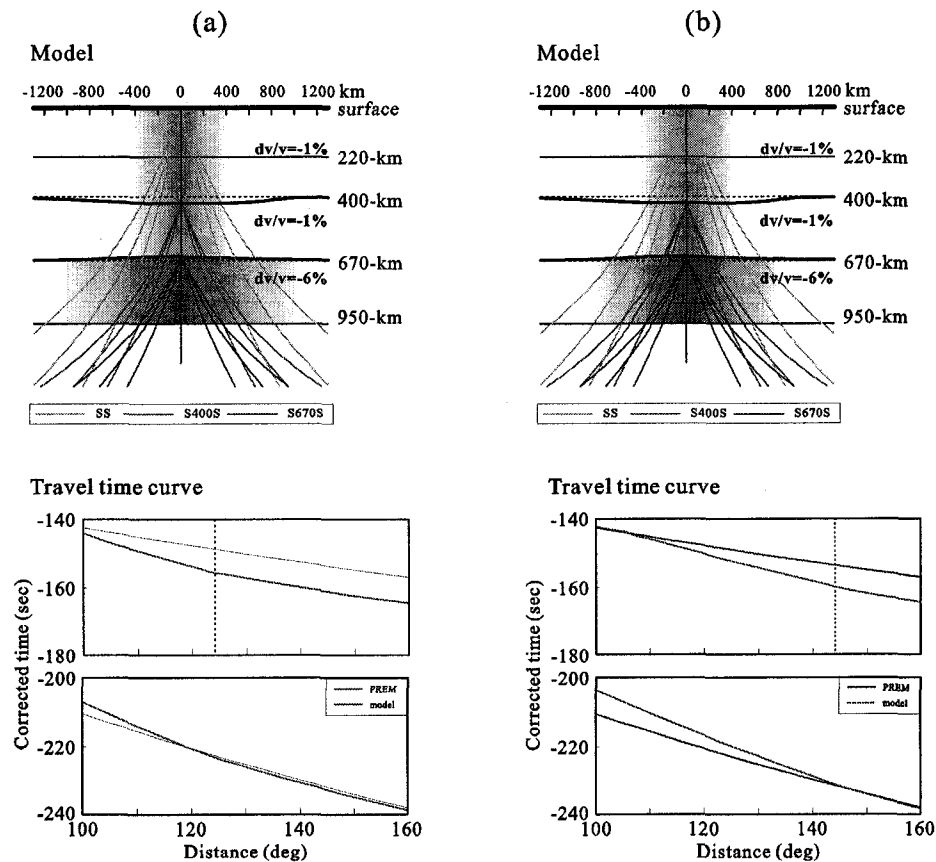 (a)
Model
-1200 -800 -400 0 400 800 1200 km
surface
dv/v=-1%
220-km
400-km
dv/v=-1%
670-km
dv/v=-6%
950-km
SS S400S S670S
Travel time curve
-140
-160
-180
-200
-220
-240
Corrected time (sec)
PREM
model
100 120 140 160
Distance (deg)
(b)
Model
-1200 -800 -400 0 400 800 1200 km
surface
dv/v=-1%
220-km
400-km
dv/v=-1%
670-km
dv/v=-6%
950-km
SS S400S S670S
Travel time curve
-140
-160
-180
-200
-220
-240
Corrected time (sec)
PREM
model
100 120 140 160
Distance (deg)